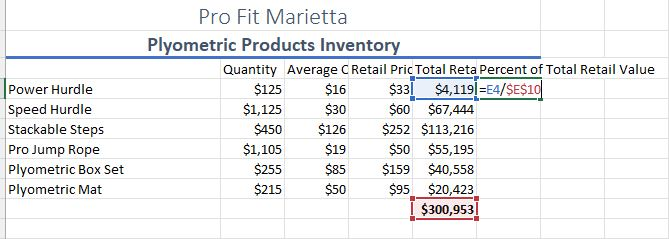 Pro Fit Marietta
Plyometric Products Inventory
Quantity Average C Retail Pric Total Reta Percent of Total Retail Value
Power Hurdle $125 $16 $33 $4,119 =E4/$E$10
Speed Hurdle $1,125 $30 $60 $67,444
Stackable Steps $450 $126 $252 $113,216
Pro Jump Rope $1,105 $19 $50 $55,195
Plyometric Box Set $255 $85 $159 $40,558
Plyometric Mat $215 $50 $95 $20,423
$300,953